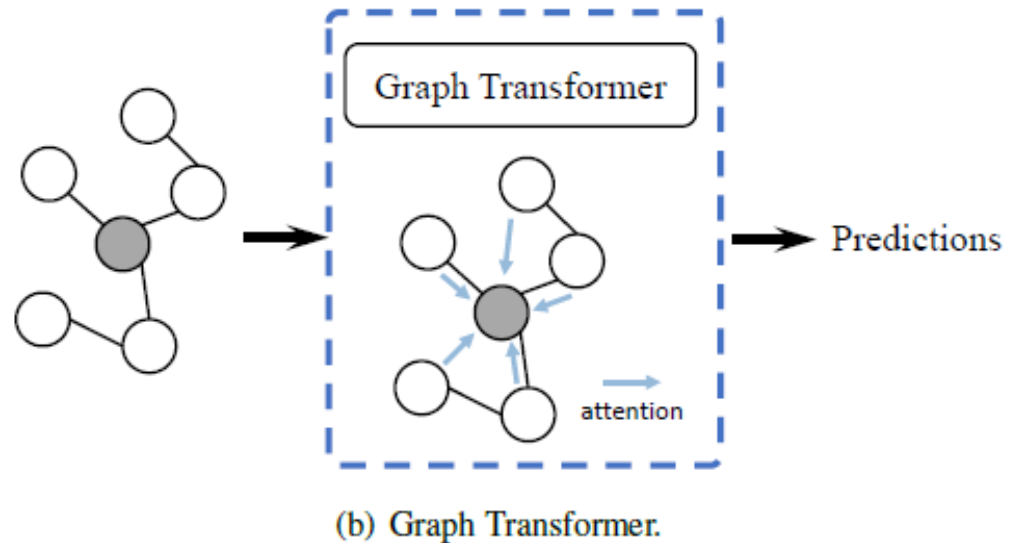 Graph Transformer
Predictions
attention
(b) Graph Transformer.